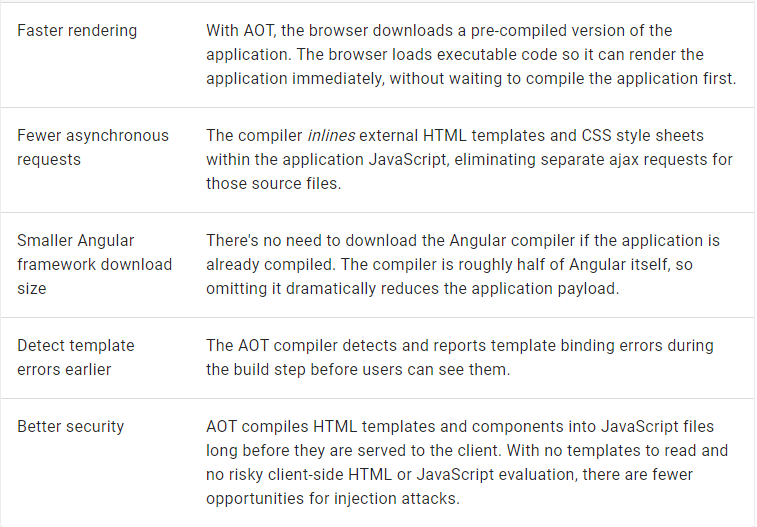 Faster rendering
With AOT, the browser downloads a pre-compiled version of the
application. The browser loads executable code so it can render the
application immediately, without waiting to compile the application first.
Fewer asynchronous
requests
The compiler inlines external HTML templates and CSS style sheets
within the application JavaScript, eliminating separate ajax requests for
those source files.
Smaller Angular
framework download
size
There's no need to download the Angular compiler if the application is
already compiled. The compiler is roughly half of Angular itself, so
omitting it dramatically reduces the application payload.
Detect template
errors earlier
The AOT compiler detects and reports template binding errors during
the build step before users can see them.
Better security
AOT compiles HTML templates and components into JavaScript files
long before they are served to the client. With no templates to read and
no risky client-side HTML or JavaScript evaluation, there are fewer
opportunities for injection attacks.